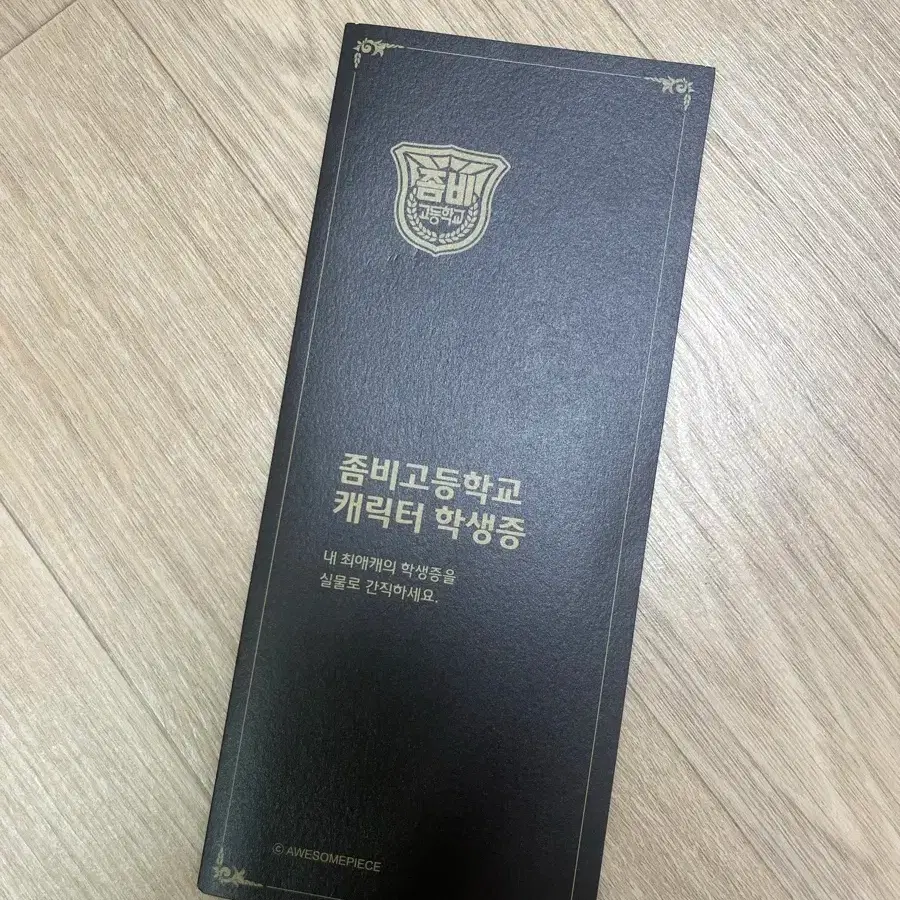 좀비
고등학교
좀비고등학교
캐릭터 학생증
내 최애캐의 학생증을
실물로 간직하세요.
© AWESOMEPIECE